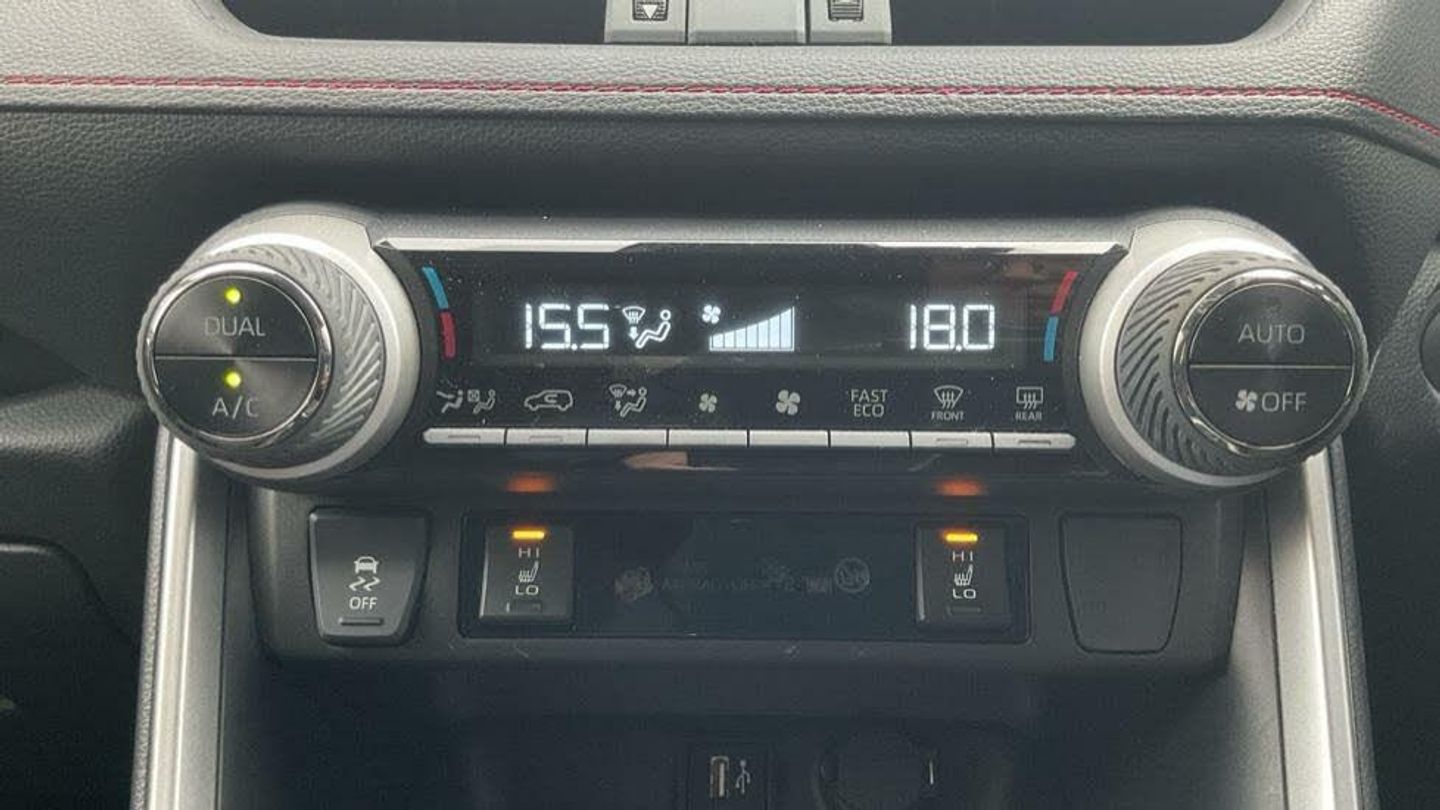 DUAL
A/C
15.5
18.0
FAST
ECO
FRONT
REAR
AUTO
OFF
OFF
HI
LO
HI
LO